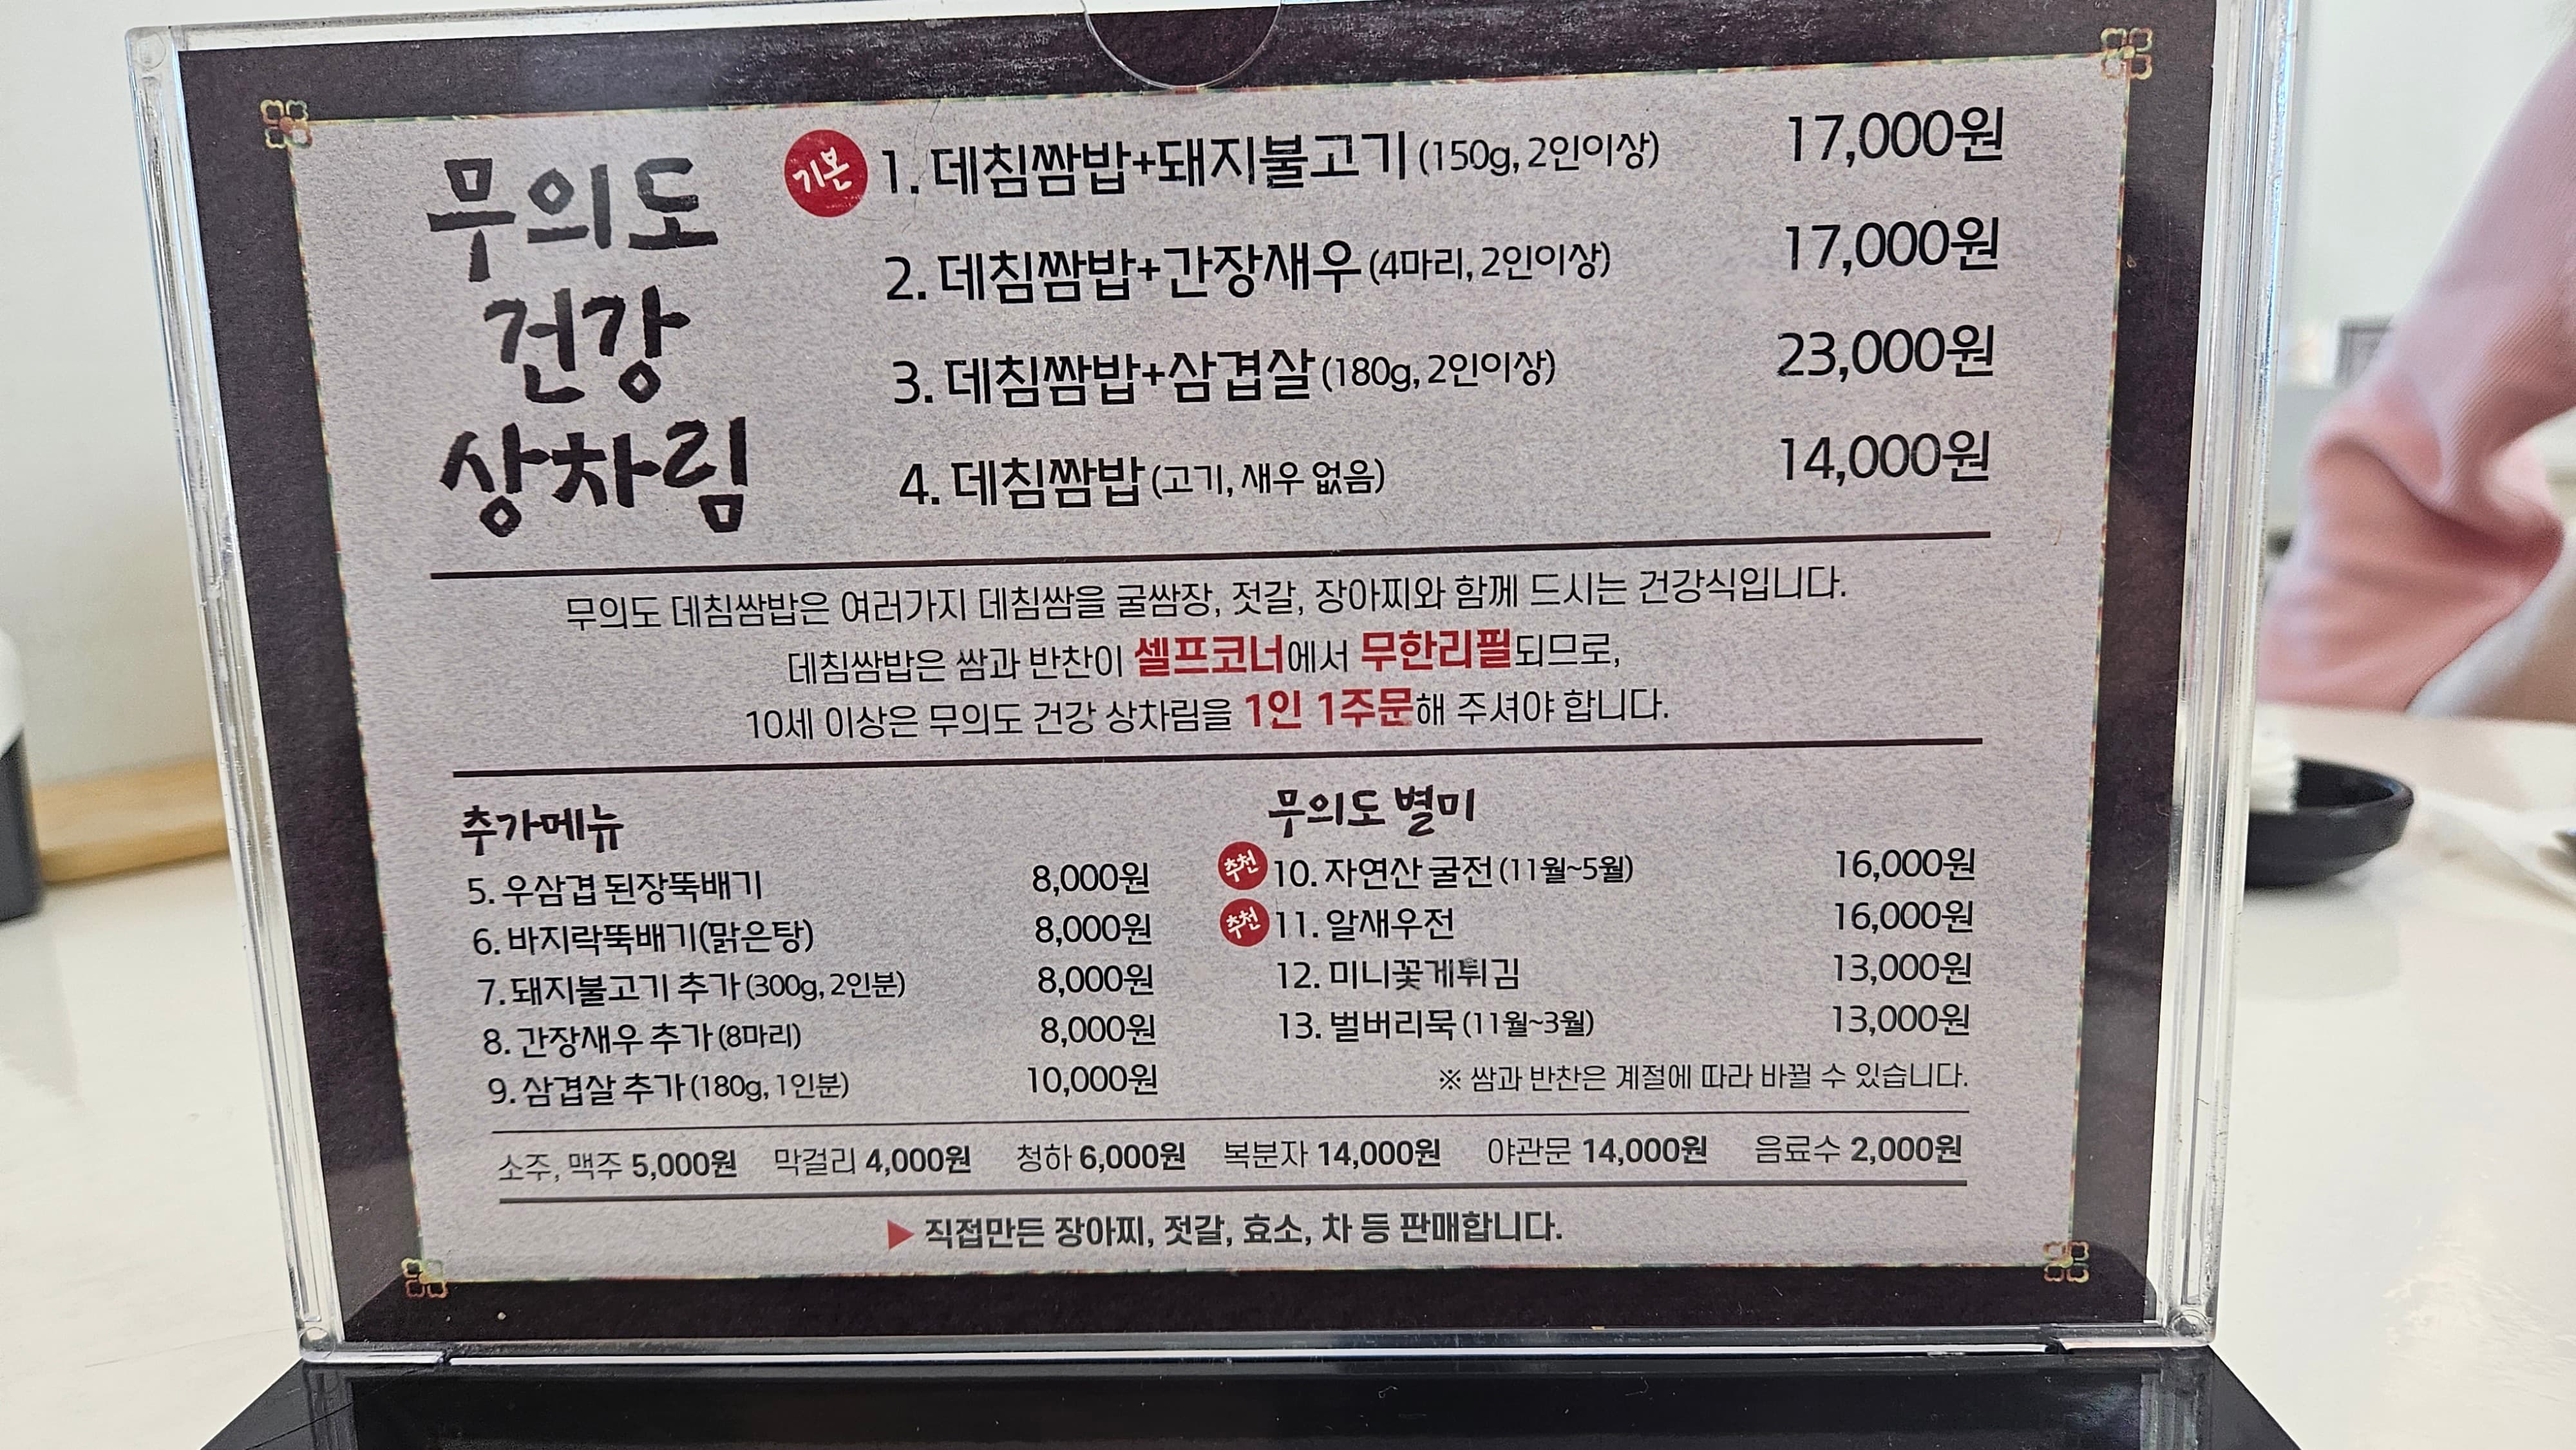 무의도
건강
상차림
기본 1. 데침쌈밥+돼지불고기 (150g, 2인이상) 17,000원
2. 데침쌈밥+간장새우 (4마리, 2인이상) 17,000원
3. 데침쌈밥+삼겹살 (180g, 2인이상) 23,000원
4. 데침쌈밥 (고기, 새우 없음) 14,000원
무의도 데침쌈밥은 여러가지 데침쌈을 굴쌈장, 젓갈, 장아찌와 함께 드시는 건강식입니다.
데침쌈밥은 쌈과 반찬이 셀프코너에서 무한리필되므로,
10세 이상은 무의도 건강 상차림을 1인 1주문해 주셔야 합니다.
추가메뉴
5. 우삼겹 된장뚝배기 8,000원
6. 바지락뚝배기(맑은탕) 8,000원
7. 돼지불고기 추가 (300g, 2인분) 8,000원
8. 간장새우 추가 (8마리) 8,000원
9. 삼겹살 추가 (180g, 1인분) 10,000원
무의도 별미
추천 10. 자연산 굴전 (11월~5월) 16,000원
추천 11. 알새우전 16,000원
12. 미니꽃게튀김 13,000원
13. 벌버리묵 (11월~3월) 13,000원
※ 쌈과 반찬은 계절에 따라 바뀔 수 있습니다.
소주, 맥주 5,000원 막걸리 4,000원 청하 6,000원 복분자 14,000원 야관문 14,000원 음료수 2,000원
▶ 직접만든 장아찌, 젓갈, 효소, 차 등 판매합니다.